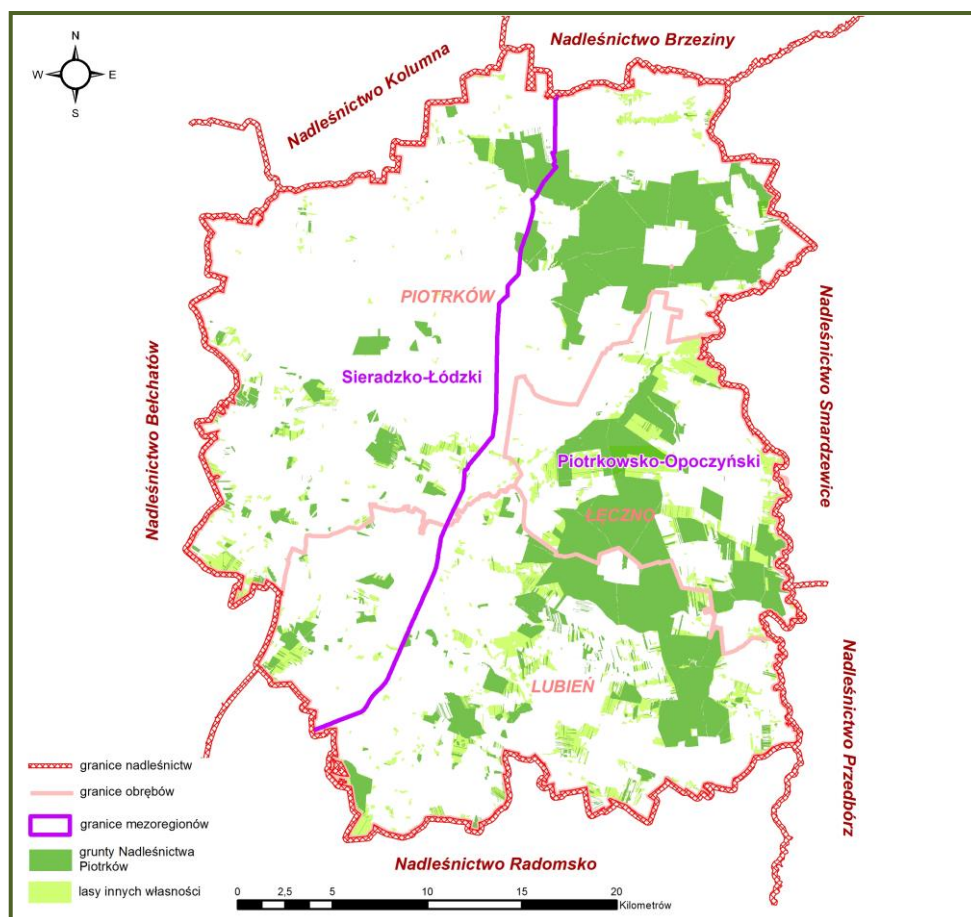 Nadleśnictwo Brzeziny
N
W
E
S
Nadleśnictwo Kolumna
PIOTRKÓW
Nadleśnictwo Smardzewice
Nadleśnictwo Bełchatów
Sieradzko-Łódzki
Piotrkowsko-Opoczyński
ŁĘCZNO
LUBIEŃ
Nadleśnictwo Przedbórz
granice nadleśnictw
granice obrębów
granice mezoregionów
grunty Nadleśnictwa
Piotrków
lasy innych własności
Nadleśnictwo Radomsko
0 2,5 5 10 15 20
Kilometrów